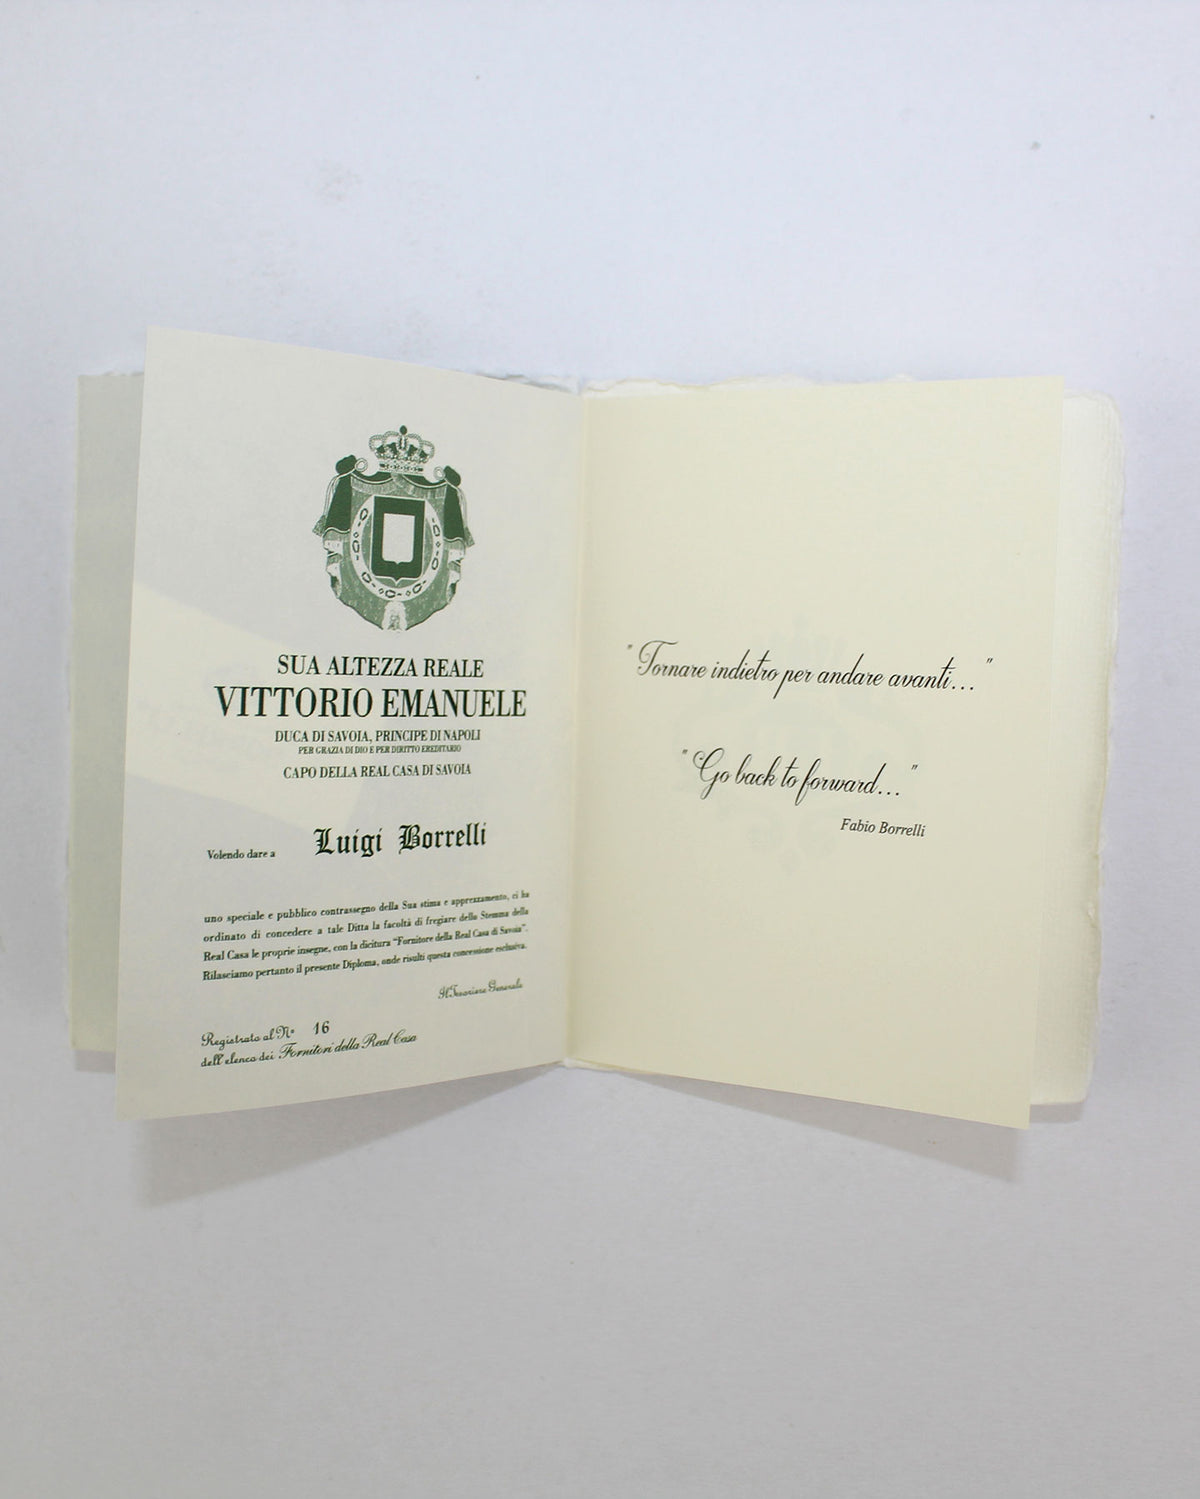 SUA ALTEZZA REALE
VITTORIO EMANUELE
DUCA DI SAVOIA, PRINCIPE DI NAPOLI
PER GRAZIA DI DIO E PER DIRITTO EREDITARIO
CAPO DELLA REAL CASA DI SAVOIA
Volendo dare a Luigi Borrelli
uno speciale e pubblico contrassegno della Sua stima e apprezzamento, ci ha
ordinato di concedere a tale Ditta la facoltà di fregiare dello Stemma della
Real Casa le proprie insegne, con la dicitura “Fornitore della Real Casa di Savoia”.
Rilasciamo pertanto il presente Diploma, onde risulti questa concessione esclusiva.
Il Tesoriere Generale
Registrato al N° 16
dell'elenco dei Fornitori della Real Casa
"Tornare indietro per andare avanti..."
"Go back to forward..."
Fabio Borrelli